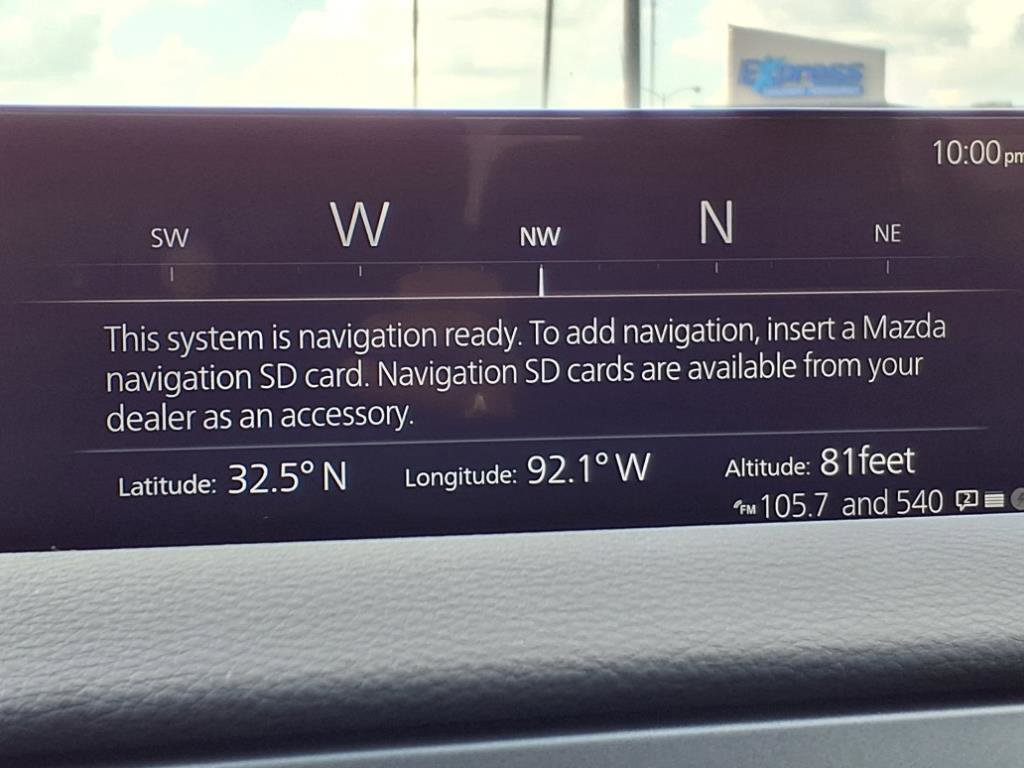 Express
10:00pm
SW W NW N NE
This system is navigation ready. To add navigation, insert a Mazda
navigation SD card. Navigation SD cards are available from your
dealer as an accessory.
Latitude: 32.5° N Longitude: 92.1° W Altitude: 81feet
FM 105.7 and 540 2